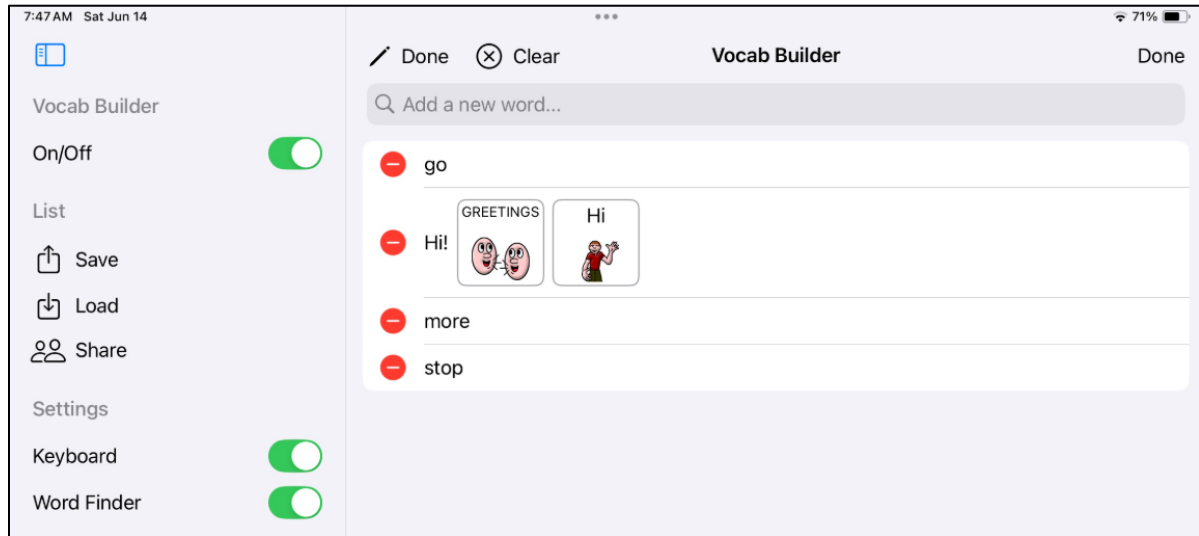 7:47 AM Sat Jun 14
71%
Vocab Builder
On/Off
List
Save
Load
Share
Settings
Keyboard
Word Finder
Done Clear Vocab Builder Done
Add a new word...
go
GREETINGS Hi
Hi!
more
stop